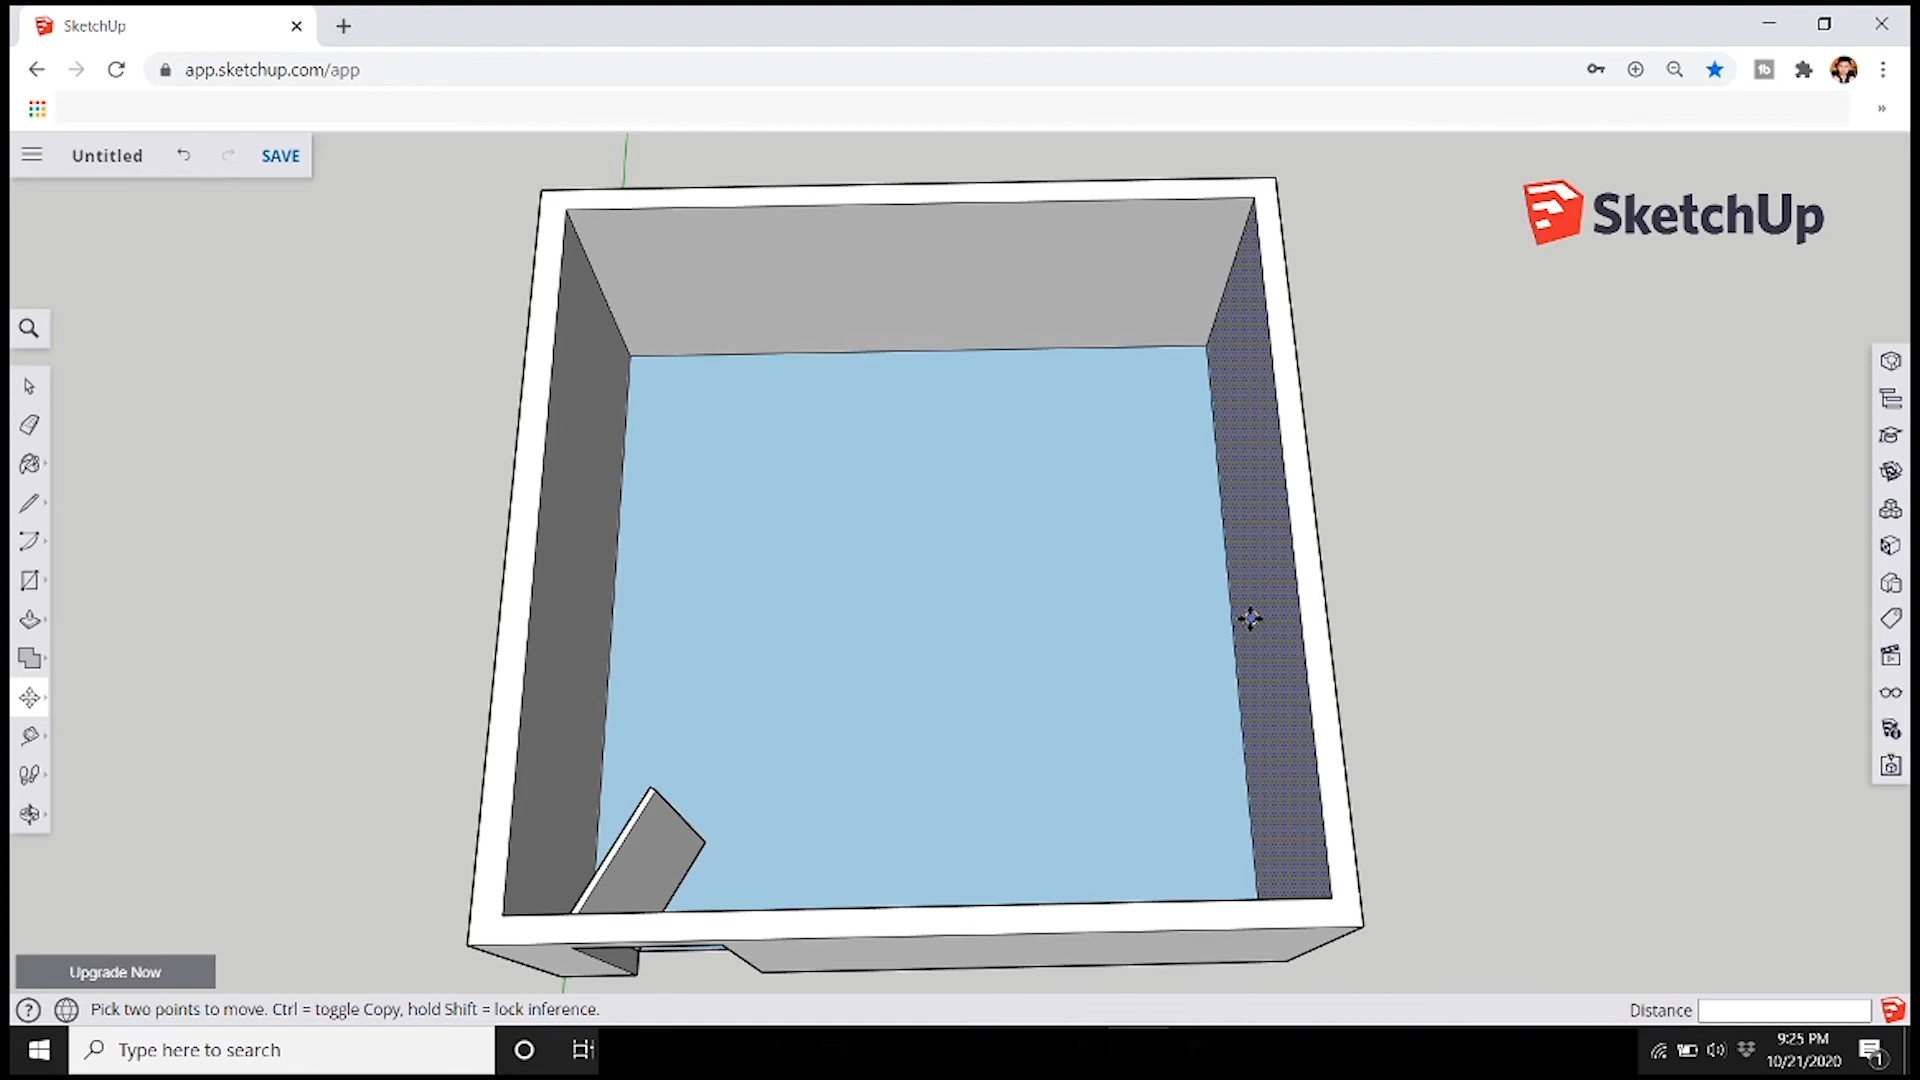 SketchUp
app.sketchup.com/app
Untitled
SAVE
SketchUp
Upgrade Now
Pick two points to move. Ctrl = toggle Copy, hold Shift = lock inference.
Distance
Type here to search
9:25 PM
10/21/2020
1